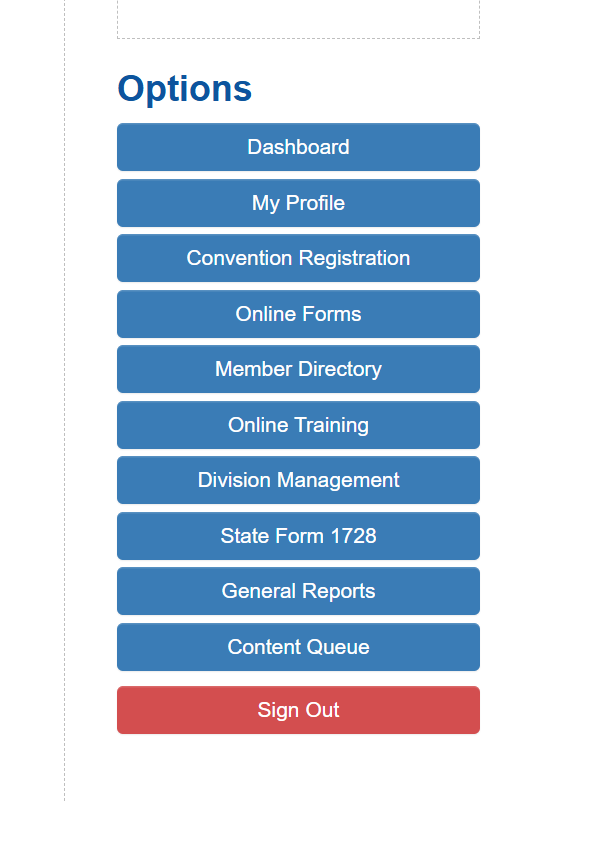 Options
Dashboard
My Profile
Convention Registration
Online Forms
Member Directory
Online Training
Division Management
State Form 1728
General Reports
Content Queue
Sign Out